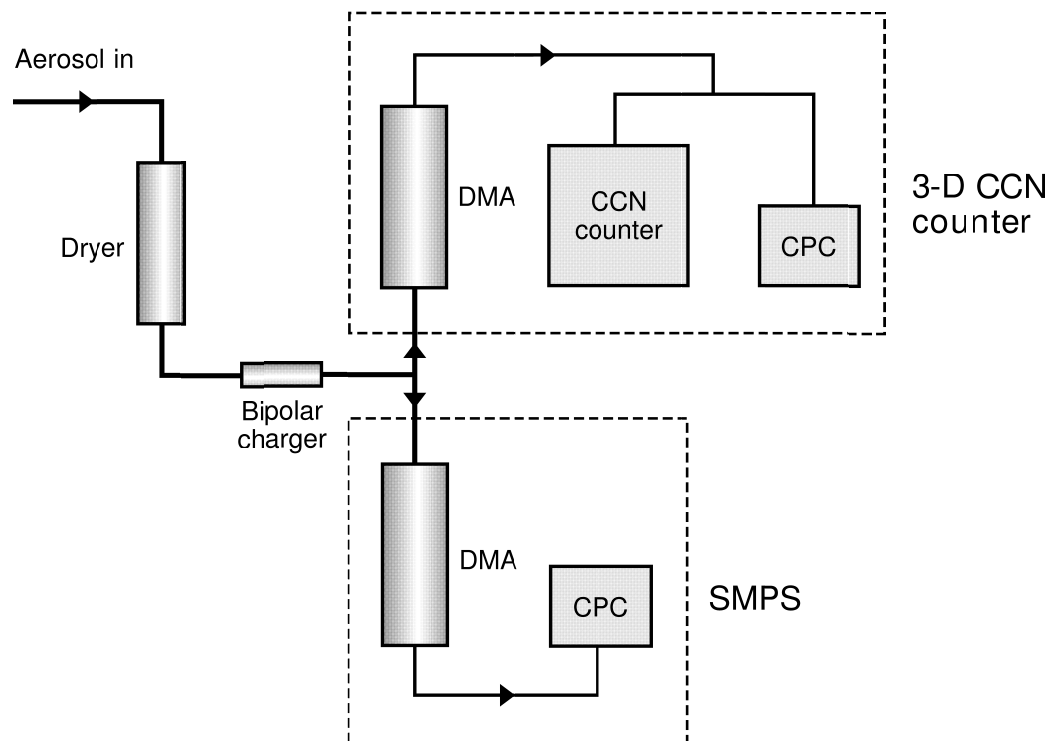 Aerosol in
Dryer
Bipolar
charger
DMA
CCN
counter
CPC
3-D CCN
counter
DMA
CPC
SMPS